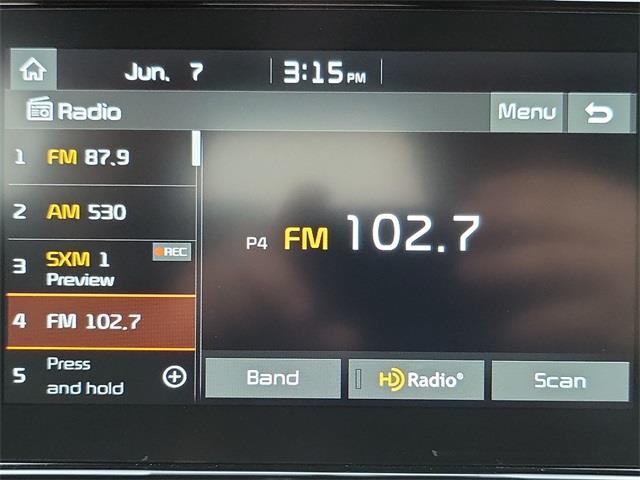 Jun. 7
3:15 PM
Radio
Menu
1 FM 87.9
2 AM 530
3 SXM 1 REC
Preview
4 FM 102.7
5 Press
and hold
P4 FM 102.7
Band
HD Radio®
Scan